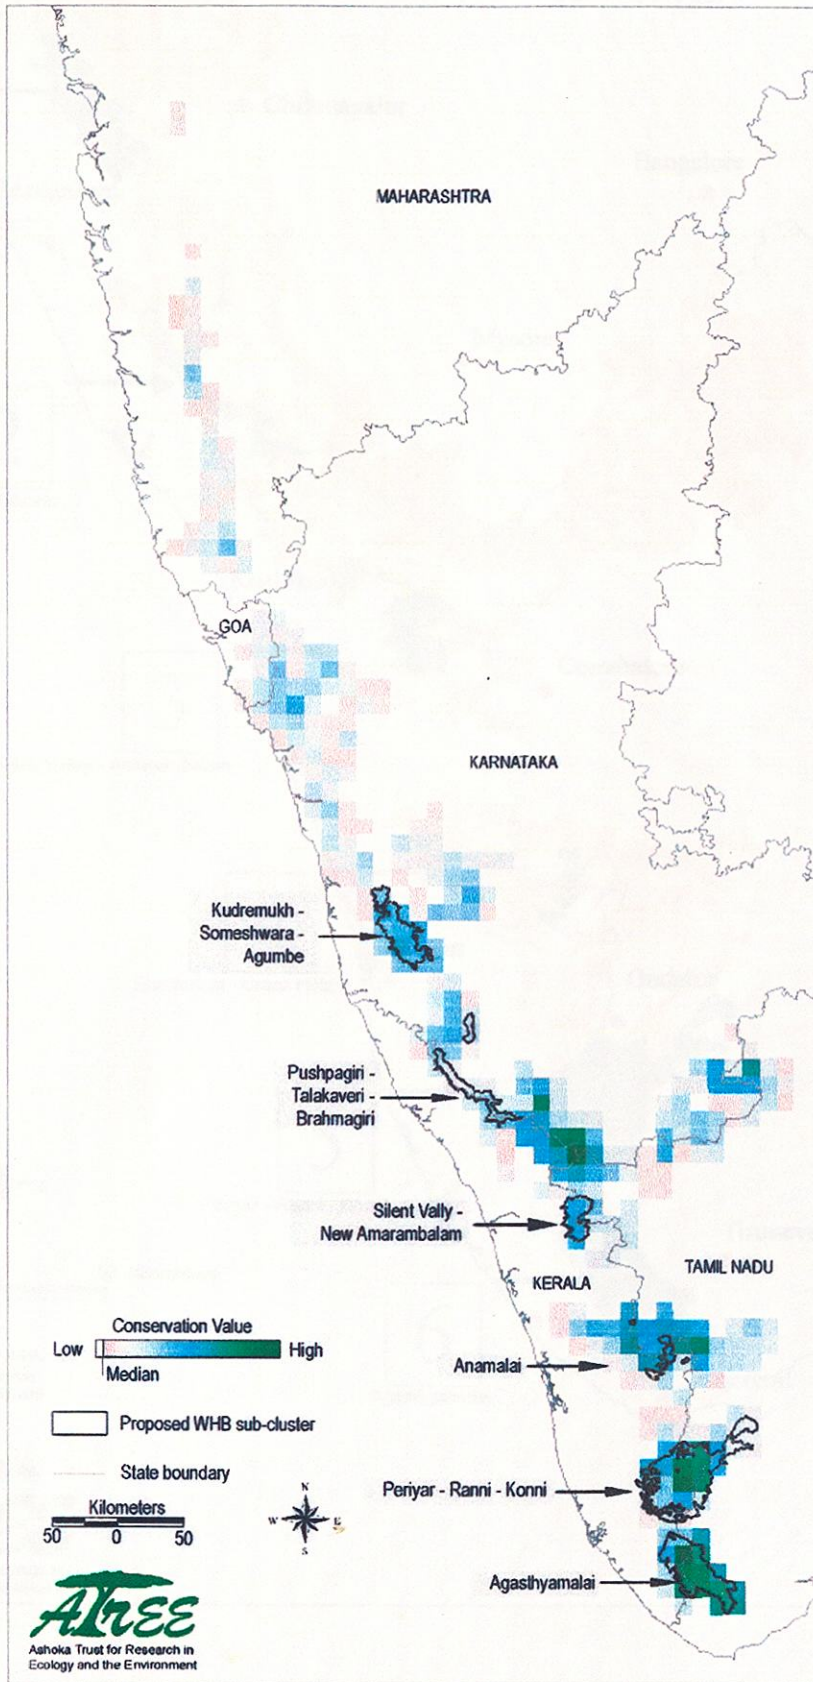 MAHARASHTRA
GOA
KARNATAKA
Kudremukh -
Someshwara -
Agumbe
Pushpagiri -
Talakaveri -
Brahmagiri
Silent Vally -
New Amarambalam
KERALA
TAMIL NADU
Anamalai
Periyar - Ranni - Konni
Agasthyamalai
Conservation Value
Low
High
Median
Proposed WHB sub-cluster
State boundary
Kilometers
50 0 50
N
W E
S
ATREE
Ashoka Trust for Research in
Ecology and the Environment